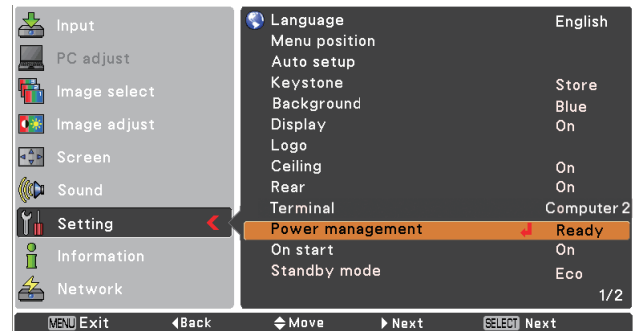 Input
PC adjust
Image select
Image adjust
Screen
Sound
Setting
Information
Network
Language English
Menu position
Auto setup
Keystone Store
Background Blue
Display On
Logo
Ceiling On
Rear On
Terminal Computer 2
Power management Ready
On start On
Standby mode Eco
1/2
MENU Exit Back Move Next SELECT Next